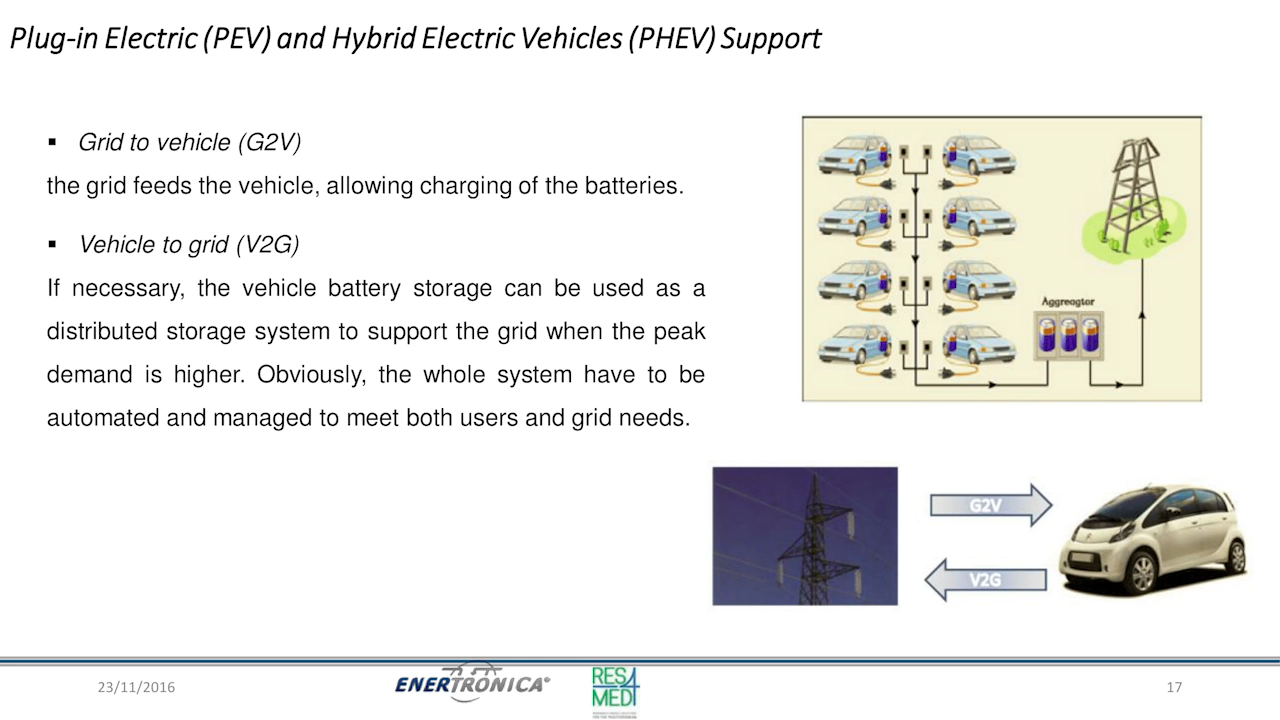 Plug-in Electric (PEV) and Hybrid Electric Vehicles (PHEV) Support
▪ Grid to vehicle (G2V)
the grid feeds the vehicle, allowing charging of the batteries.
▪ Vehicle to grid (V2G)
If necessary, the vehicle battery storage can be used as a
distributed storage system to support the grid when the peak
demand is higher. Obviously, the whole system have to be
automated and managed to meet both users and grid needs.
Aggreogtor
G2V
V2G
23/11/2016
ENERTRONICA®
RES4
MED
17